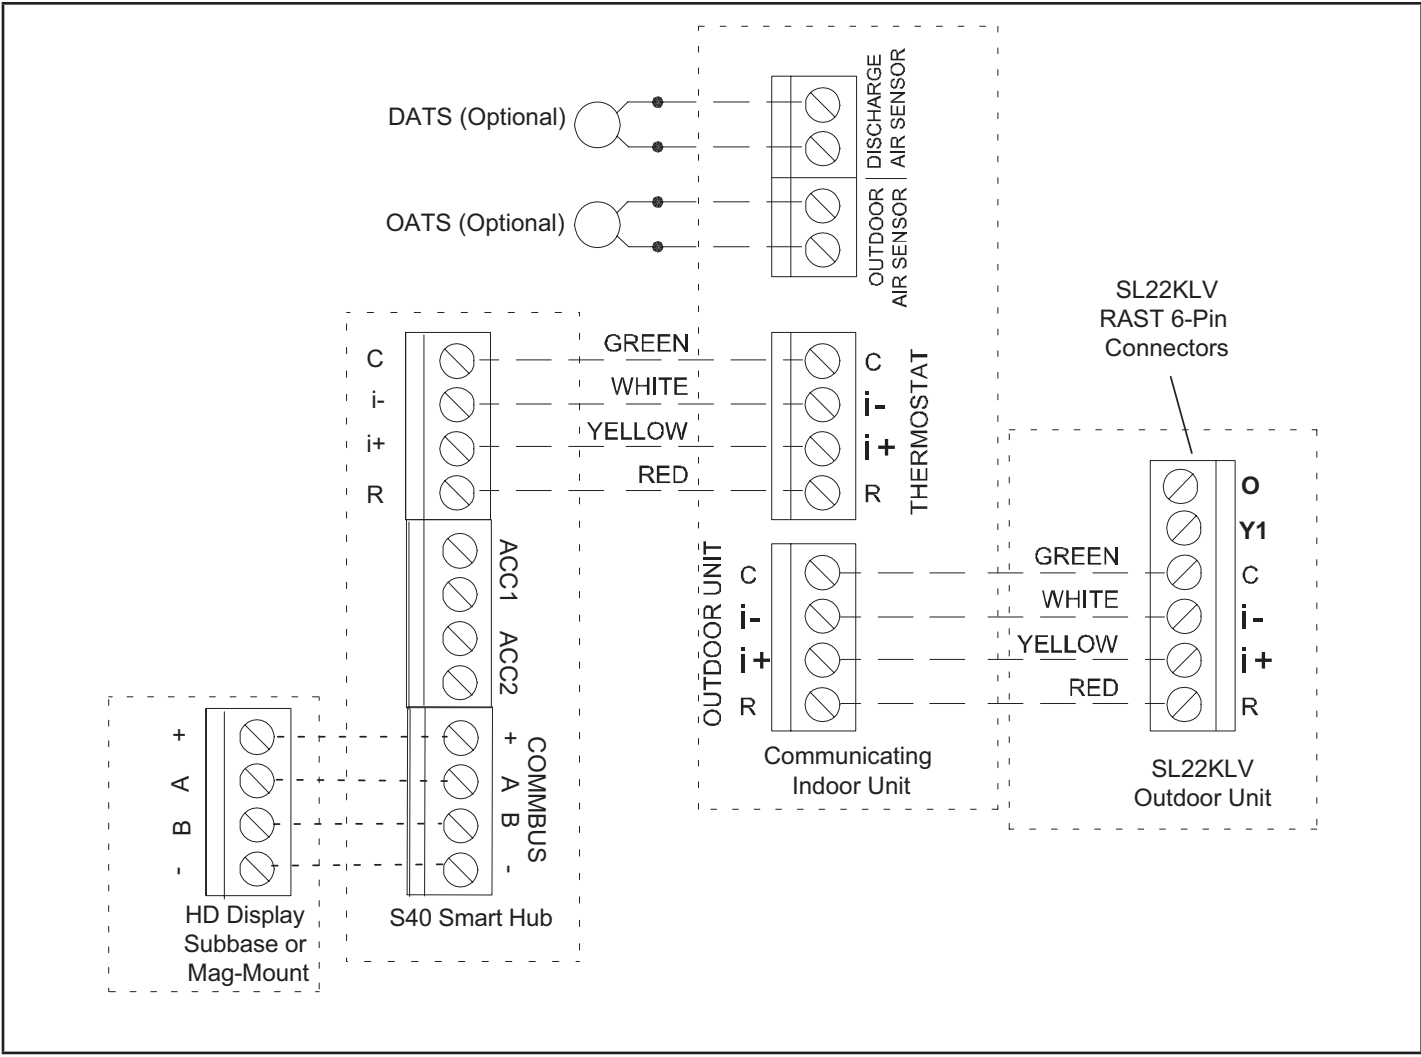 DATS (Optional)
DISCHARGE
AIR SENSOR
OATS (Optional)
OUTDOOR
AIR SENSOR
SL22KLV
RAST 6-Pin
Connectors
C
i-
i+
R
GREEN
WHITE
YELLOW
RED
C
i-
i+
R
THERMOSTAT
ACC1
ACC2
OUTDOOR UNIT
C
i-
i+
R
GREEN
WHITE
YELLOW
RED
O
Y1
C
i-
i+
R
Communicating
Indoor Unit
SL22KLV
Outdoor Unit
+
A
B
-
+
A
B
-
COMMBUS
HD Display
Subbase or
Mag-Mount
S40 Smart Hub